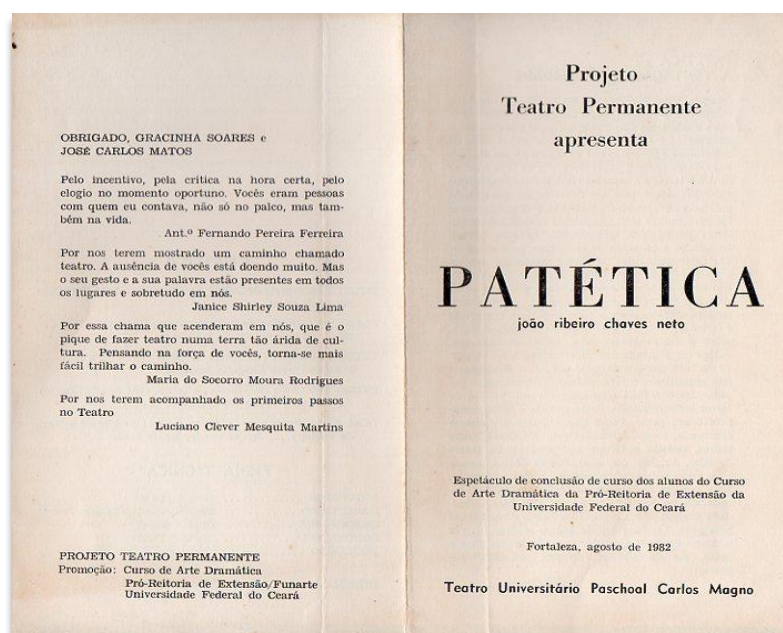 OBRIGADO, GRACINHA SOARES e
JOSÉ CARLOS MATOS
Pelo incentivo, pela crítica na hora certa, pelo
elogio no momento oportuno. Vocês eram pessoas
com quem eu contava, não só no palco, mas tam-
bém na vida.
Ant.º Fernando Pereira Ferreira
Por nos terem mostrado um caminho chamado
teatro. A ausência de vocês está doendo muito. Mas
o seu gesto e a sua palavra estão presentes em todos
os lugares e sobretudo em nós.
Janice Shirley Souza Lima
Por essa chama que acenderam em nós, que é o
pique de fazer teatro numa terra tão árida de cul-
tura. Pensando na força de vocês, torna-se mais
fácil trilhar o caminho.
Maria do Socorro Moura Rodrigues
Por nos terem acompanhado os primeiros passos
no Teatro
Luciano Clever Mesquita Martins
PROJETO TEATRO PERMANENTE
Promoção: Curso de Arte Dramática
Pró-Reitoria de Extensão/Funarte
Universidade Federal do Ceará
Projeto
Teatro Permanente
apresenta
PATÉTICA
joão ribeiro chaves neto
Espetáculo de conclusão de curso dos alunos do Curso
de Arte Dramática da Pró-Reitoria de Extensão da
Universidade Federal do Ceará
Fortaleza, agosto de 1982
Teatro Universitário Paschoal Carlos Magno